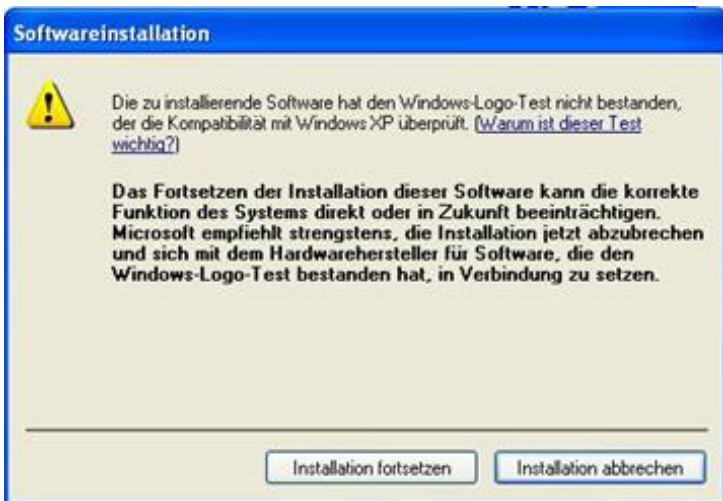 Softwareinstallation
Die zu installierende Software hat den Windows-Logo-Test nicht bestanden,
der die Kompatibilität mit Windows XP überprüft. (Warum ist dieser Test
wichtig?)
Das Fortsetzen der Installation dieser Software kann die korrekte
Funktion des Systems direkt oder in Zukunft beeinträchtigen.
Microsoft empfiehlt strengstens, die Installation jetzt abzubrechen
und sich mit dem Hardwarehersteller für Software, die den
Windows-Logo-Test bestanden hat, in Verbindung zu setzen.
Installation fortsetzen Installation abbrechen